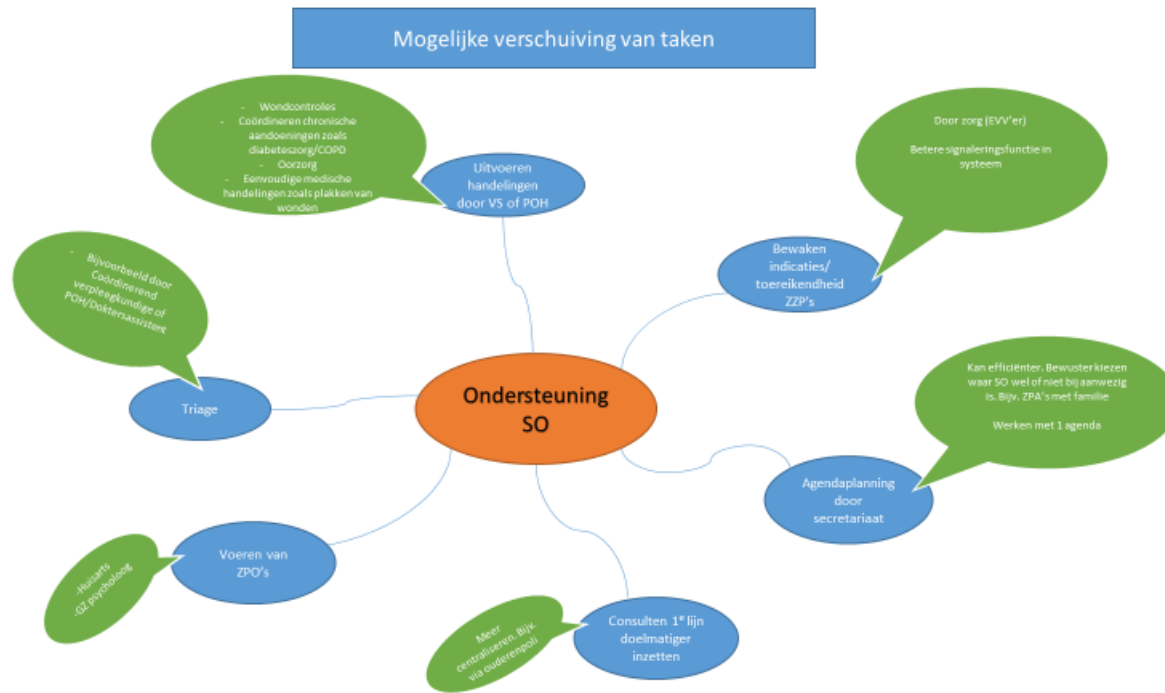 Mogelijke verschuiving van taken
- Wondcontroles
- Coördineren chronische
aandoeningen zoals
diabeteszorg/COPD
- Oorzorg
- Eenvoudige medische
handelingen zoals plakken van
wonden
Uitvoeren
handelingen
door VS of POH
Door zorg (EVV'er)
Betere signaleringsfunctie in
systeem
Bewaken
indicaties/
toereikendheid
ZZP's
- Bijvoorbeeld door
Coördinerend
verpleegkundige of
POH/Doktersassistent
Triage
Ondersteuning
SO
Kan efficiënter. Bewuster kiezen
waar SO wel of niet bij aanwezig
is. Bijv. ZPA's met familie
Werken met 1 agenda
Agendaplanning
door
secretariaat
Voeren van
ZPO's
-Huisarts
-GZ psycholoog
Meer
centraliseren. Bijv.
via ouderenpoli
Consulten 1e lijn
doelmatiger
inzetten